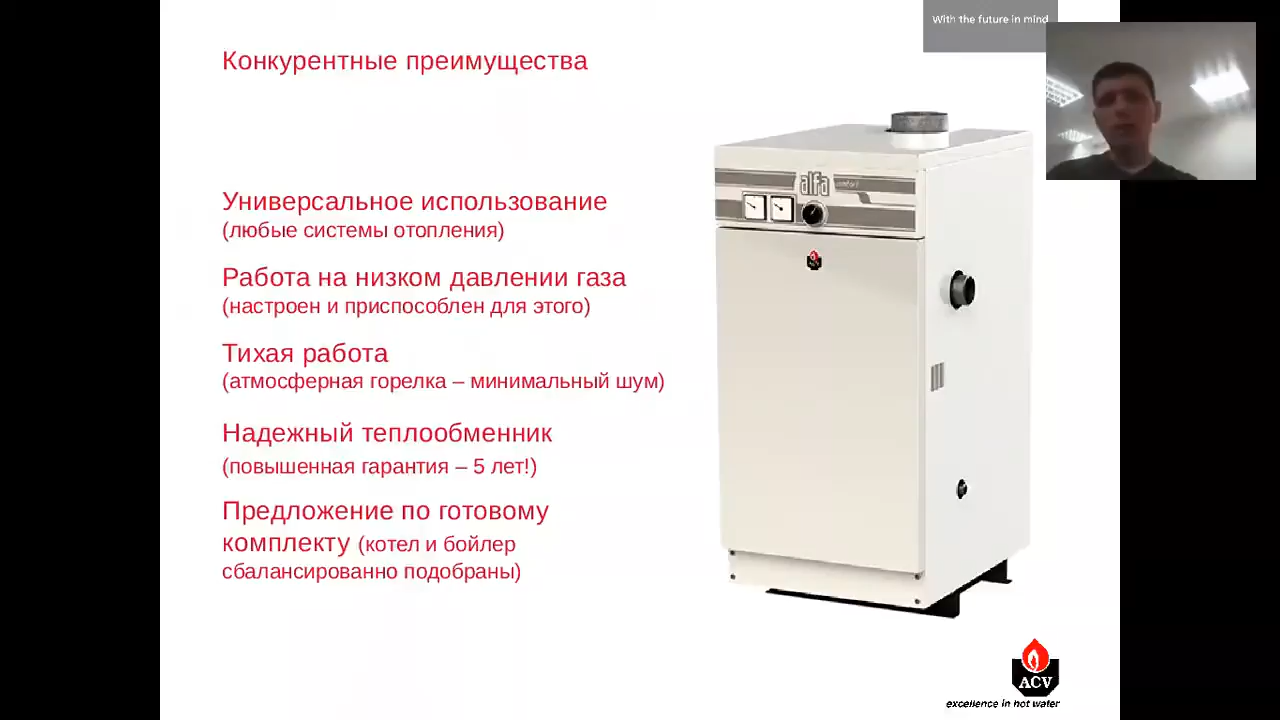 With the future in mind
Конкурентные преимущества
alfa
Универсальное использование
(любые системы отопления)
Работа на низком давлении газа
(настроен и приспособлен для этого)
Тихая работа
(атмосферная горелка – минимальный шум)
Надежный теплообменник
(повышенная гарантия – 5 лет!)
Предложение по готовому
комплекту (котел и бойлер
сбалансированно подобраны)
ACV
excellence in hot water